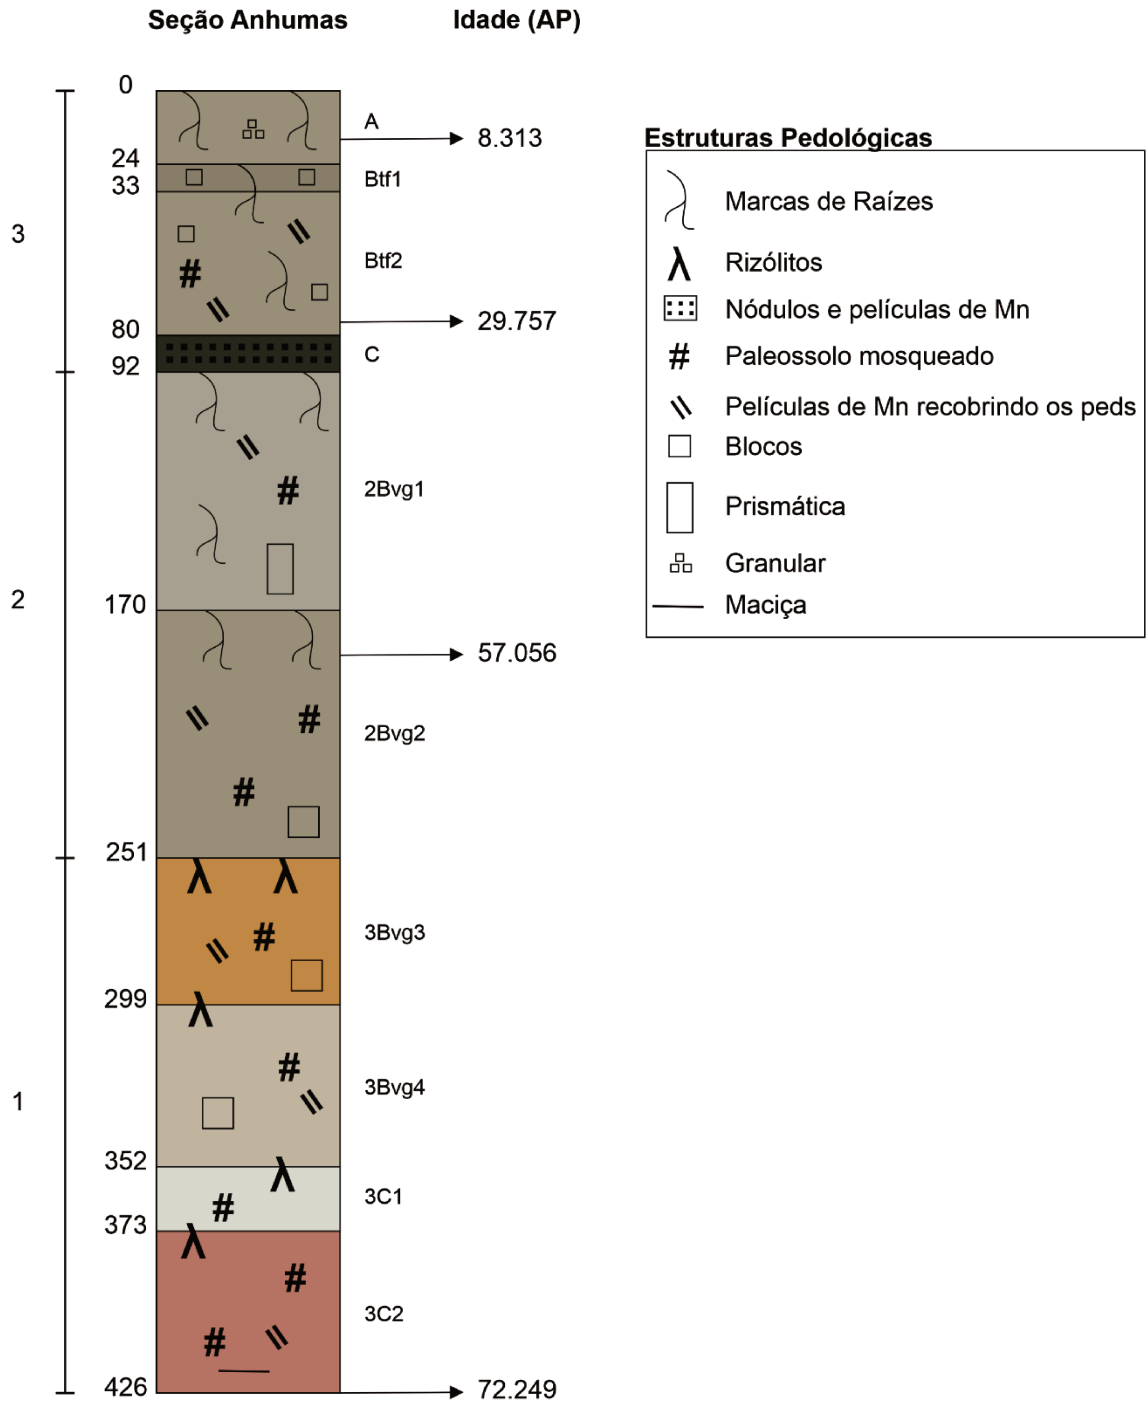 Seção Anhumas
Idade (AP)
0
A
8.313
24
33
Btf1
3
Btf2
29.757
80
C
92
2Bvg1
2
170
57.056
2Bvg2
251
3Bvg3
299
3Bvg4
1
352
3C1
373
3C2
426
72.249
Estruturas Pedológicas
Marcas de Raízes
Rizólitos
Nódulos e películas de Mn
# Paleossolo mosqueado
Películas de Mn recobrindo os peds
Blocos
Prismática
Granular
Maciça